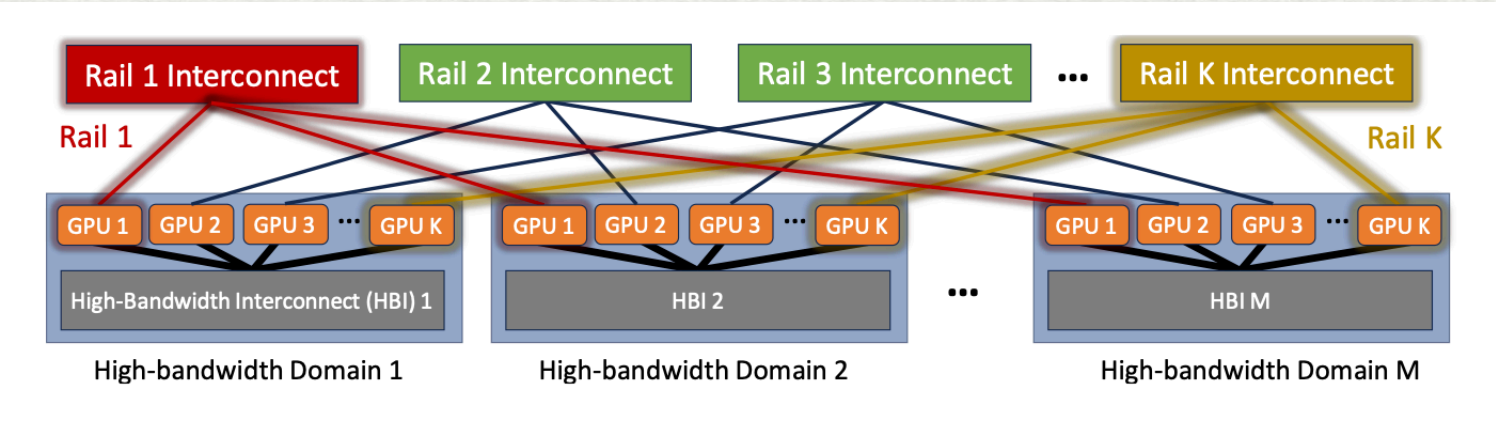 Rail 1 Interconnect
Rail 2 Interconnect
Rail 3 Interconnect
...
Rail K Interconnect
Rail 1
Rail K
GPU 1
GPU 2
GPU 3
...
GPU K
GPU 1
GPU 2
GPU 3
...
GPU K
GPU 1
GPU 2
GPU 3
...
GPU K
High-Bandwidth Interconnect (HBI) 1
HBI 2
...
HBI M
High-bandwidth Domain 1
High-bandwidth Domain 2
High-bandwidth Domain M